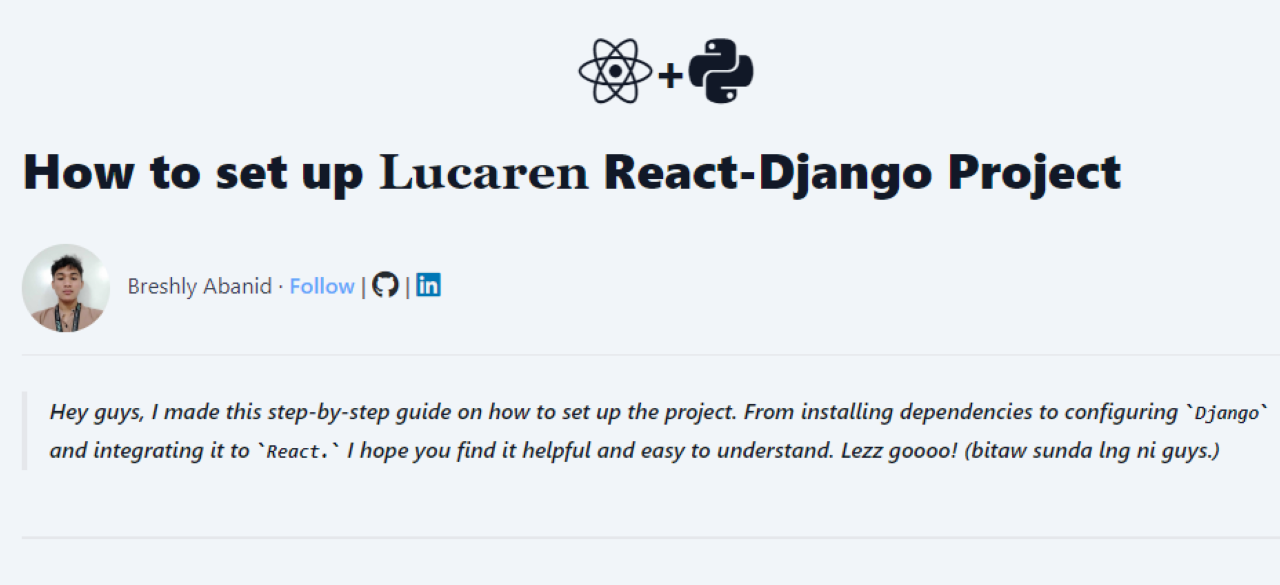 +
How to set up Lucaren React-Django Project
Breshly Abanid · Follow | | in
Hey guys, I made this step-by-step guide on how to set up the project. From installing dependencies to configuring `Django`
and integrating it to `React.` I hope you find it helpful and easy to understand. Lezz goooo! (bitaw sunda lng ni guys.)